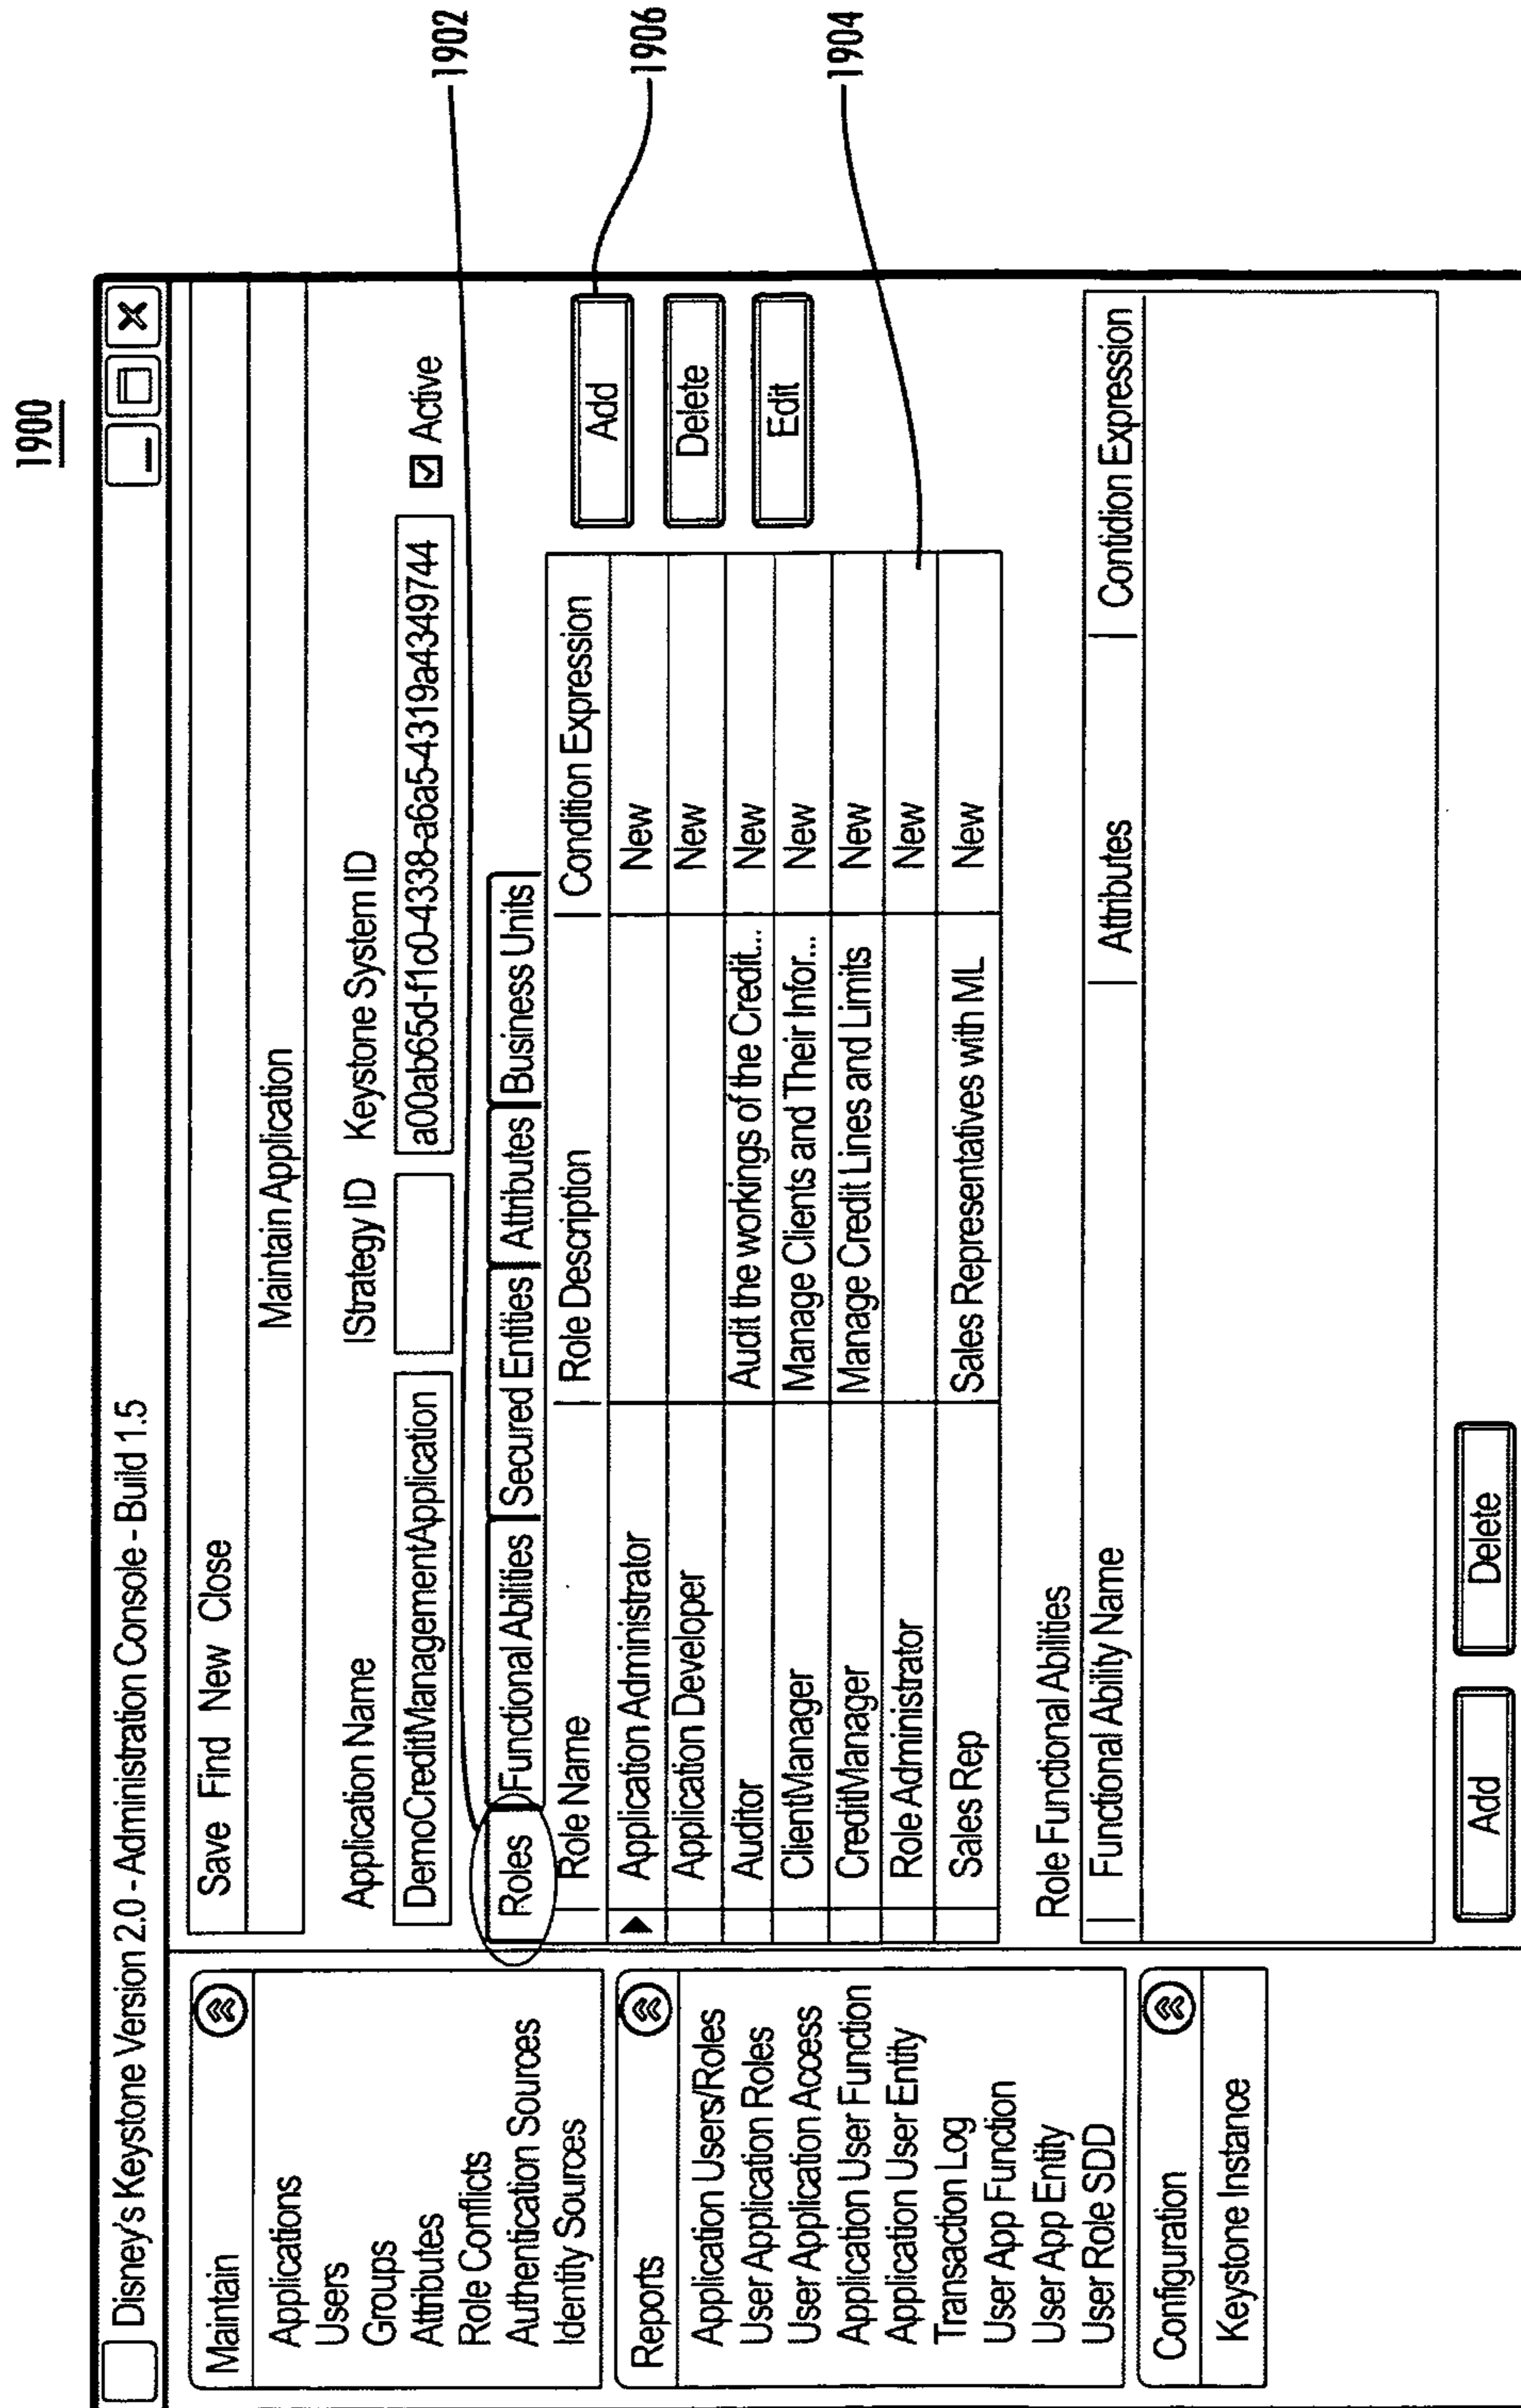 1900
Disney's Keystone Version 2.0 - Administration Console - Build 1.5
Maintain
Applications
Users
Groups
Attributes
Role Conflicts
Authentication Sources
Identity Sources
Reports
Application Users/Roles
User Application Roles
User Application Access
Application User Function
Application User Entity
Transaction Log
User App Function
User App Entity
User Role SDD
Configuration
Keystone Instance
Save Find New Close
Maintain Application
Application Name IStrategy ID Keystone System ID
DemoCreditManagementApplication a00ab65d-f1c0-4338-a6a5-4319a4349744 Active
Roles Functional Abilities Secured Entities Attributes Business Units
1902
Role Name Role Description Condition Expression
Application Administrator New
Application Developer New
Auditor Audit the workings of the Credit... New
ClientManager Manage Clients and Their Infor... New
CreditManager Manage Credit Lines and Limits New
Role Administrator New
Sales Rep Sales Representatives with ML New
Add
Delete
Edit
1906
1904
Role Functional Abilities
Functional Ability Name Attributes Contidion Expression
Add Delete